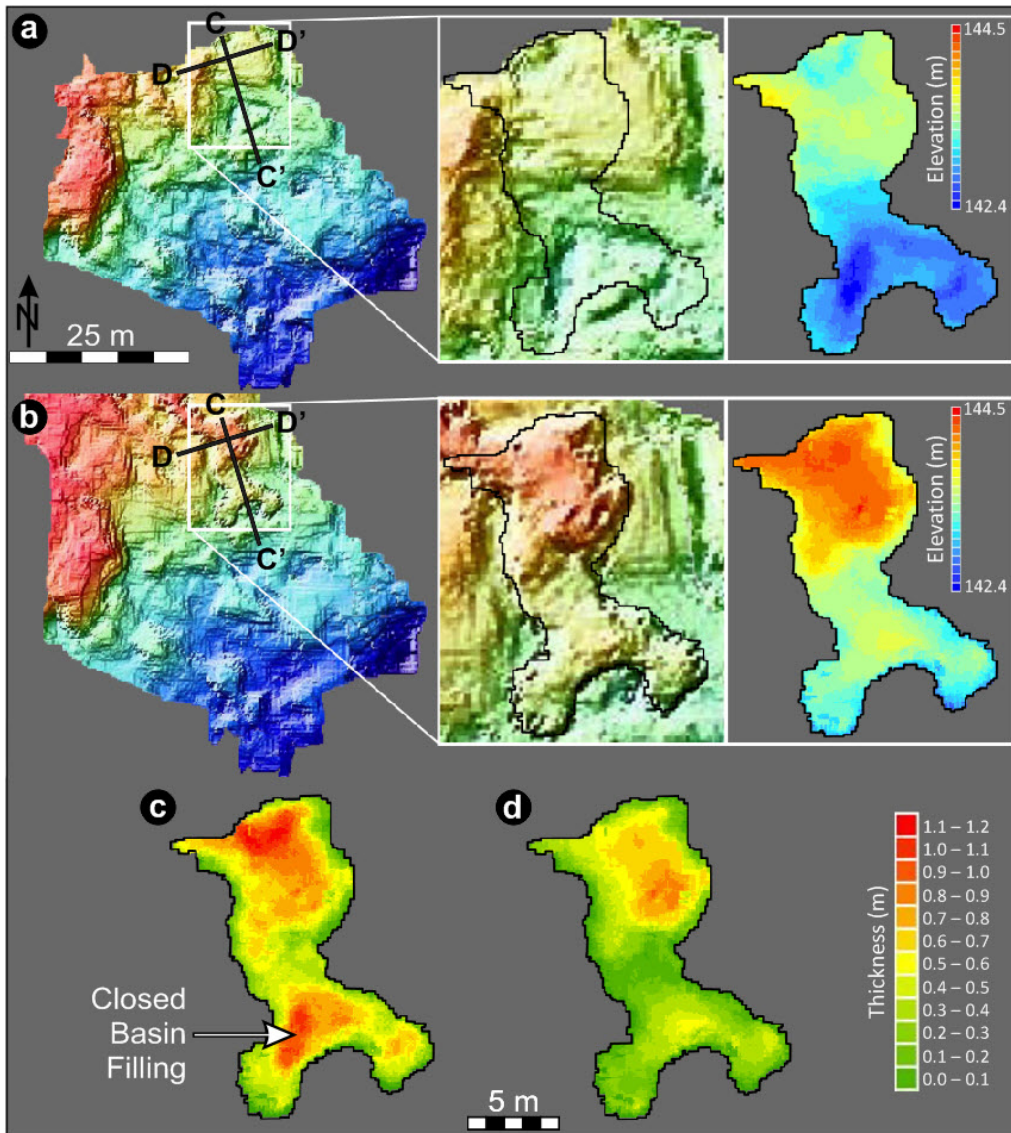 a
C
D'
D
C'
N
25 m
144.5
Elevation (m)
142.4
b
C
D'
D
C'
144.5
Elevation (m)
142.4
c
d
Closed
Basin
Filling
5 m
Thickness (m)
1.1 – 1.2
1.0 – 1.1
0.9 – 1.0
0.8 – 0.9
0.7 – 0.8
0.6 – 0.7
0.5 – 0.6
0.4 – 0.5
0.3 – 0.4
0.2 – 0.3
0.1 – 0.2
0.0 – 0.1